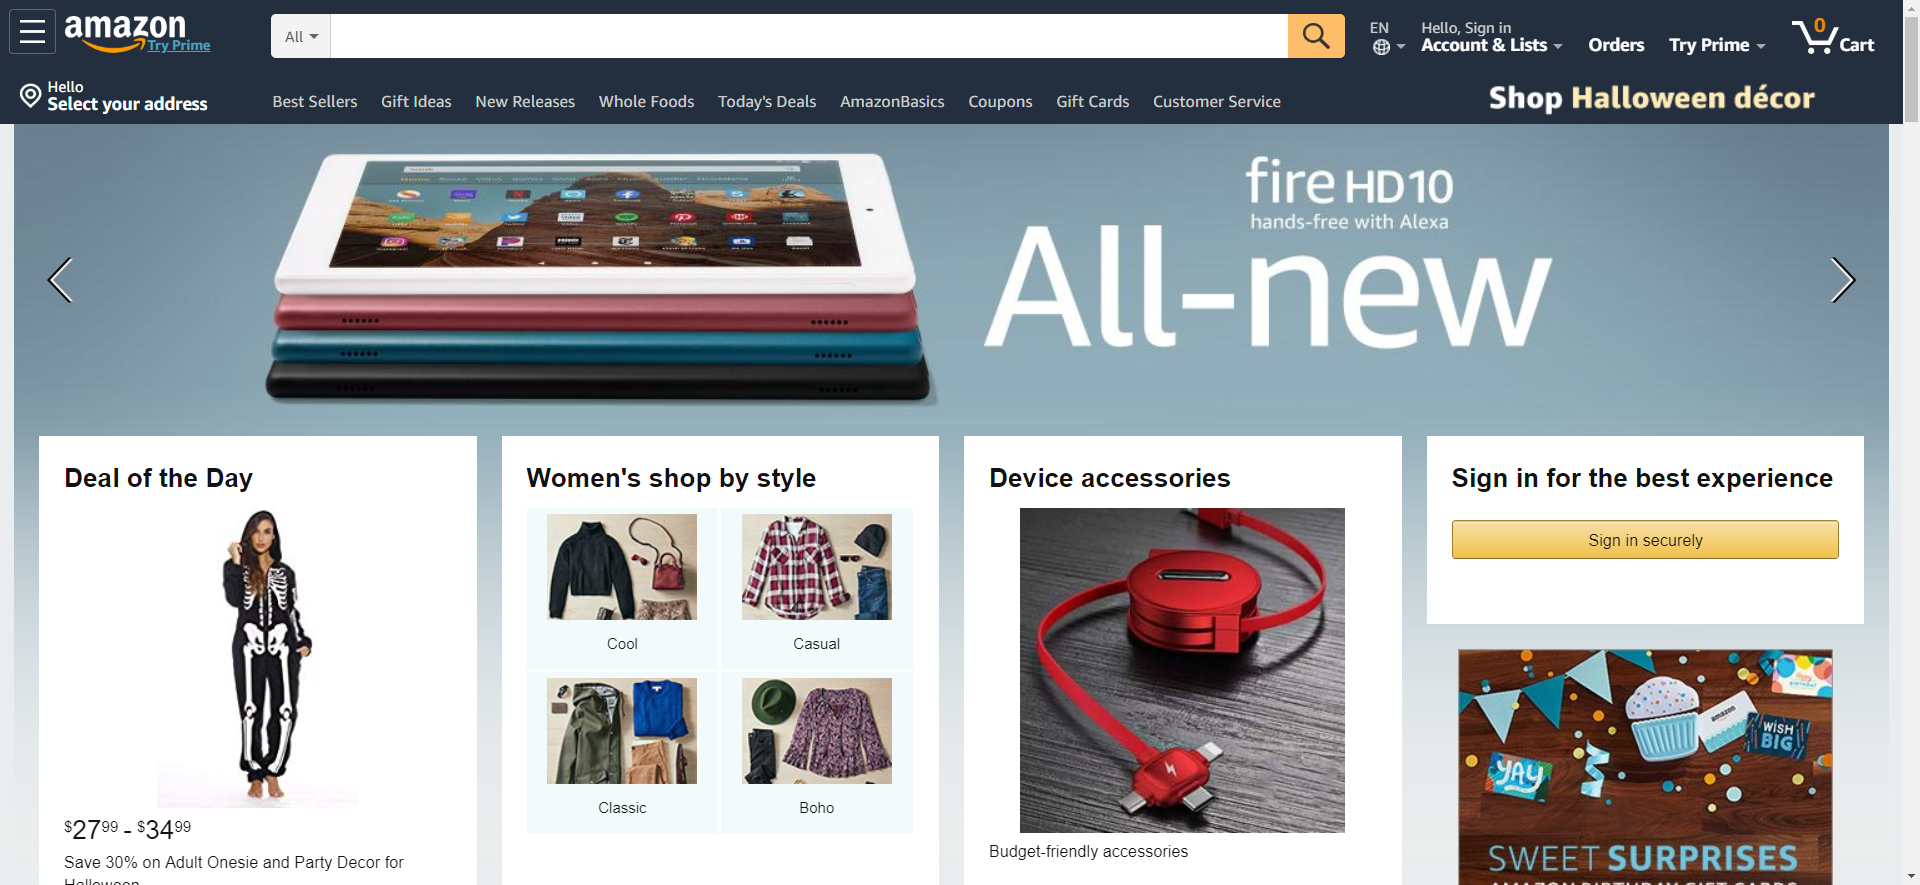 amazon
Try Prime
All
EN
Hello, Sign in
Account & Lists
Orders
Try Prime
0
Cart
Hello
Select your address
Best Sellers
Gift Ideas
New Releases
Whole Foods
Today's Deals
AmazonBasics
Coupons
Gift Cards
Customer Service
Shop Halloween décor
fire HD 10
hands-free with Alexa
All-new
Deal of the Day
$27.99 - $34.99
Save 30% on Adult Onesie and Party Decor for
Halloween
Women's shop by style
Cool
Casual
Classic
Boho
Device accessories
Budget-friendly accessories
Sign in for the best experience
Sign in securely
amazon
WiSH
BIG
YAY
SWEET SURPRISES
AMAZON BIRTHDAY GIFT CARDS